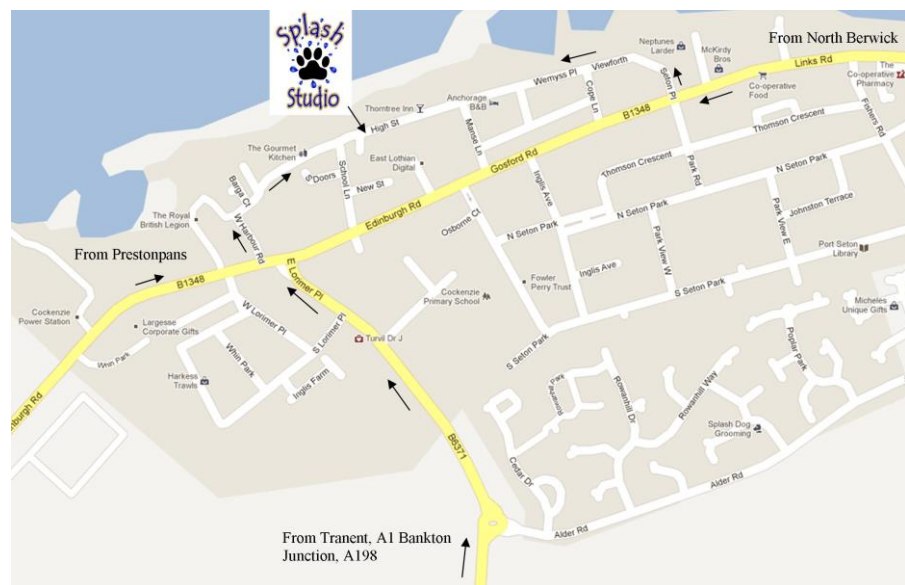 Splash
Studio
From North Berwick
Neptunes
Larder
McKirdy
Bros
Links Rd
The
Co-operative
Pharmacy
Viewforth
Wemyss Pl
Seton Pl
Co-operative
Food
Cope Ln
B1348
Fishers Rd
Thorntree Inn
Anchorage
B&B
High St
Manse Ln
Thomson Crescent
The Gourmet
Kitchen
School Ln
East Lothian
Digital
Gosford Rd
Thomson Crescent
Park Rd
N Seton Park
Doors
New St
Barga Ct
Inglis Ave
Edinburgh Rd
Osborne Ct
N Seton Park
Johnston Terrace
The Royal
British Legion
W Harbour Rd
N Seton Park
Park View W
Park View E
Port Seton
Library
From Prestonpans
B1348
E Lorimer Pl
Inglis Ave
Fowler
Perry Trust
S Seton Park
Cockenzie
Primary School
Micheles
Unique Gifts
Cockenzie
Power Station
Largesse
Corporate Gifts
W Lorimer Pl
S Lorimer Pl
Turvil Dr J
S Seton Park
Poplar Park
Whin Park
Whin Park
Harkess
Trawls
Inglis Farm
Rowanhill Dr
Rowanhill Way
Splash Dog
Grooming
B6371
Cedar Dr
Alder Rd
Alder Rd
From Tranent, A1 Bankton
Junction, A198